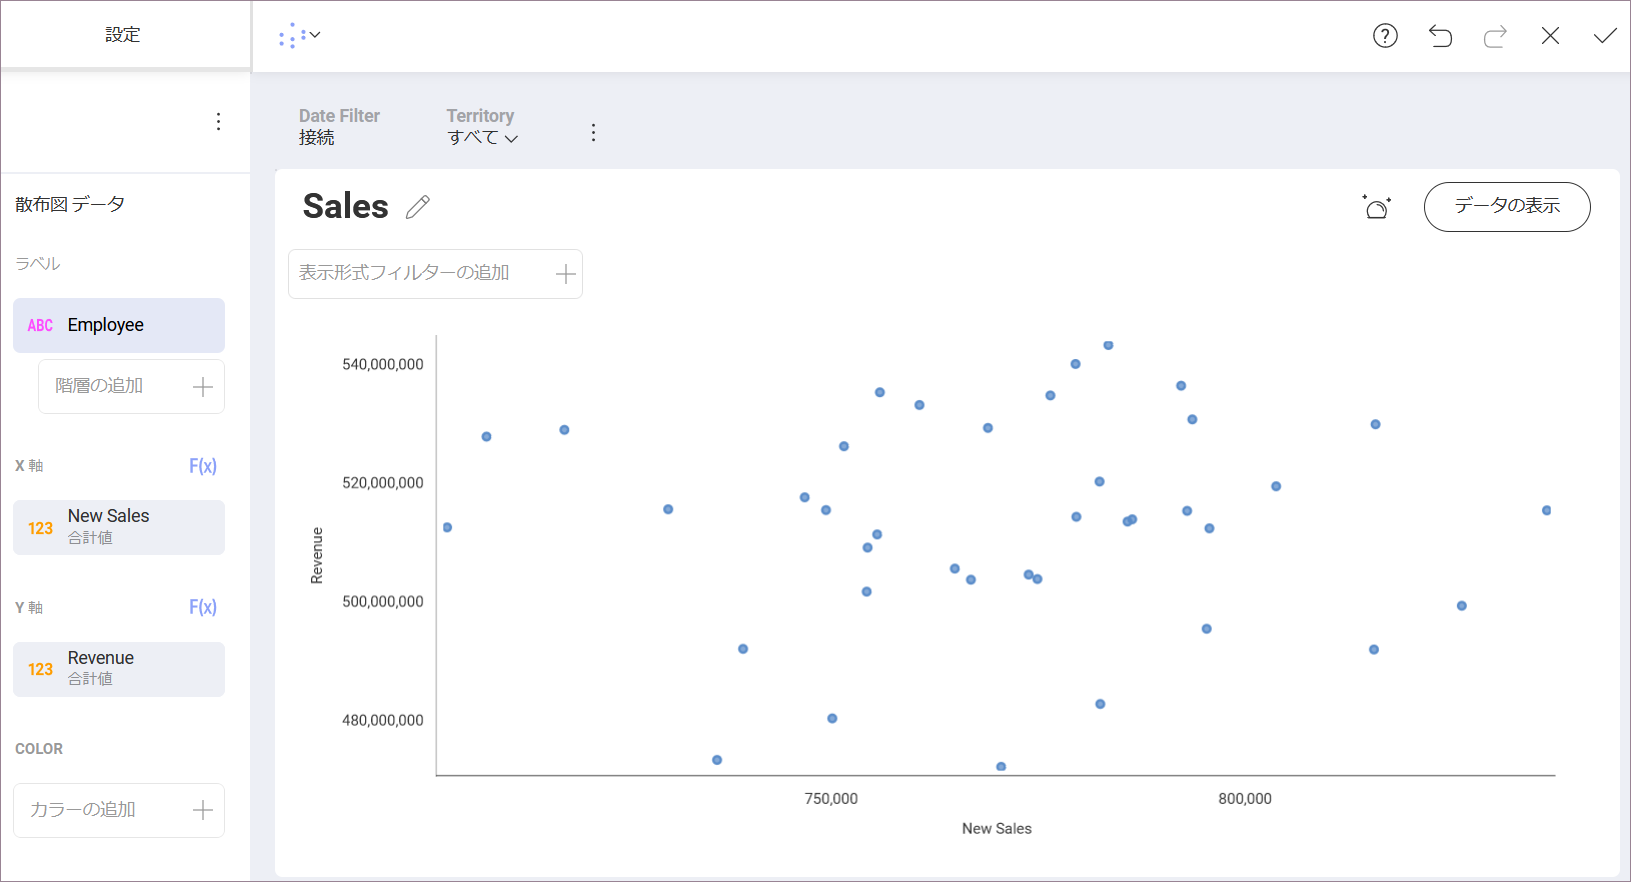 設定
Date Filter
接続
Territory
すべて
散布図 データ
ラベル
ABC Employee
階層の追加
X 軸 F(x)
123 New Sales
合計値
Y 軸 F(x)
123 Revenue
合計値
COLOR
カラーの追加
Sales
データの表示
表示形式フィルターの追加
540,000,000
520,000,000
500,000,000
480,000,000
Revenue
750,000
800,000
New Sales